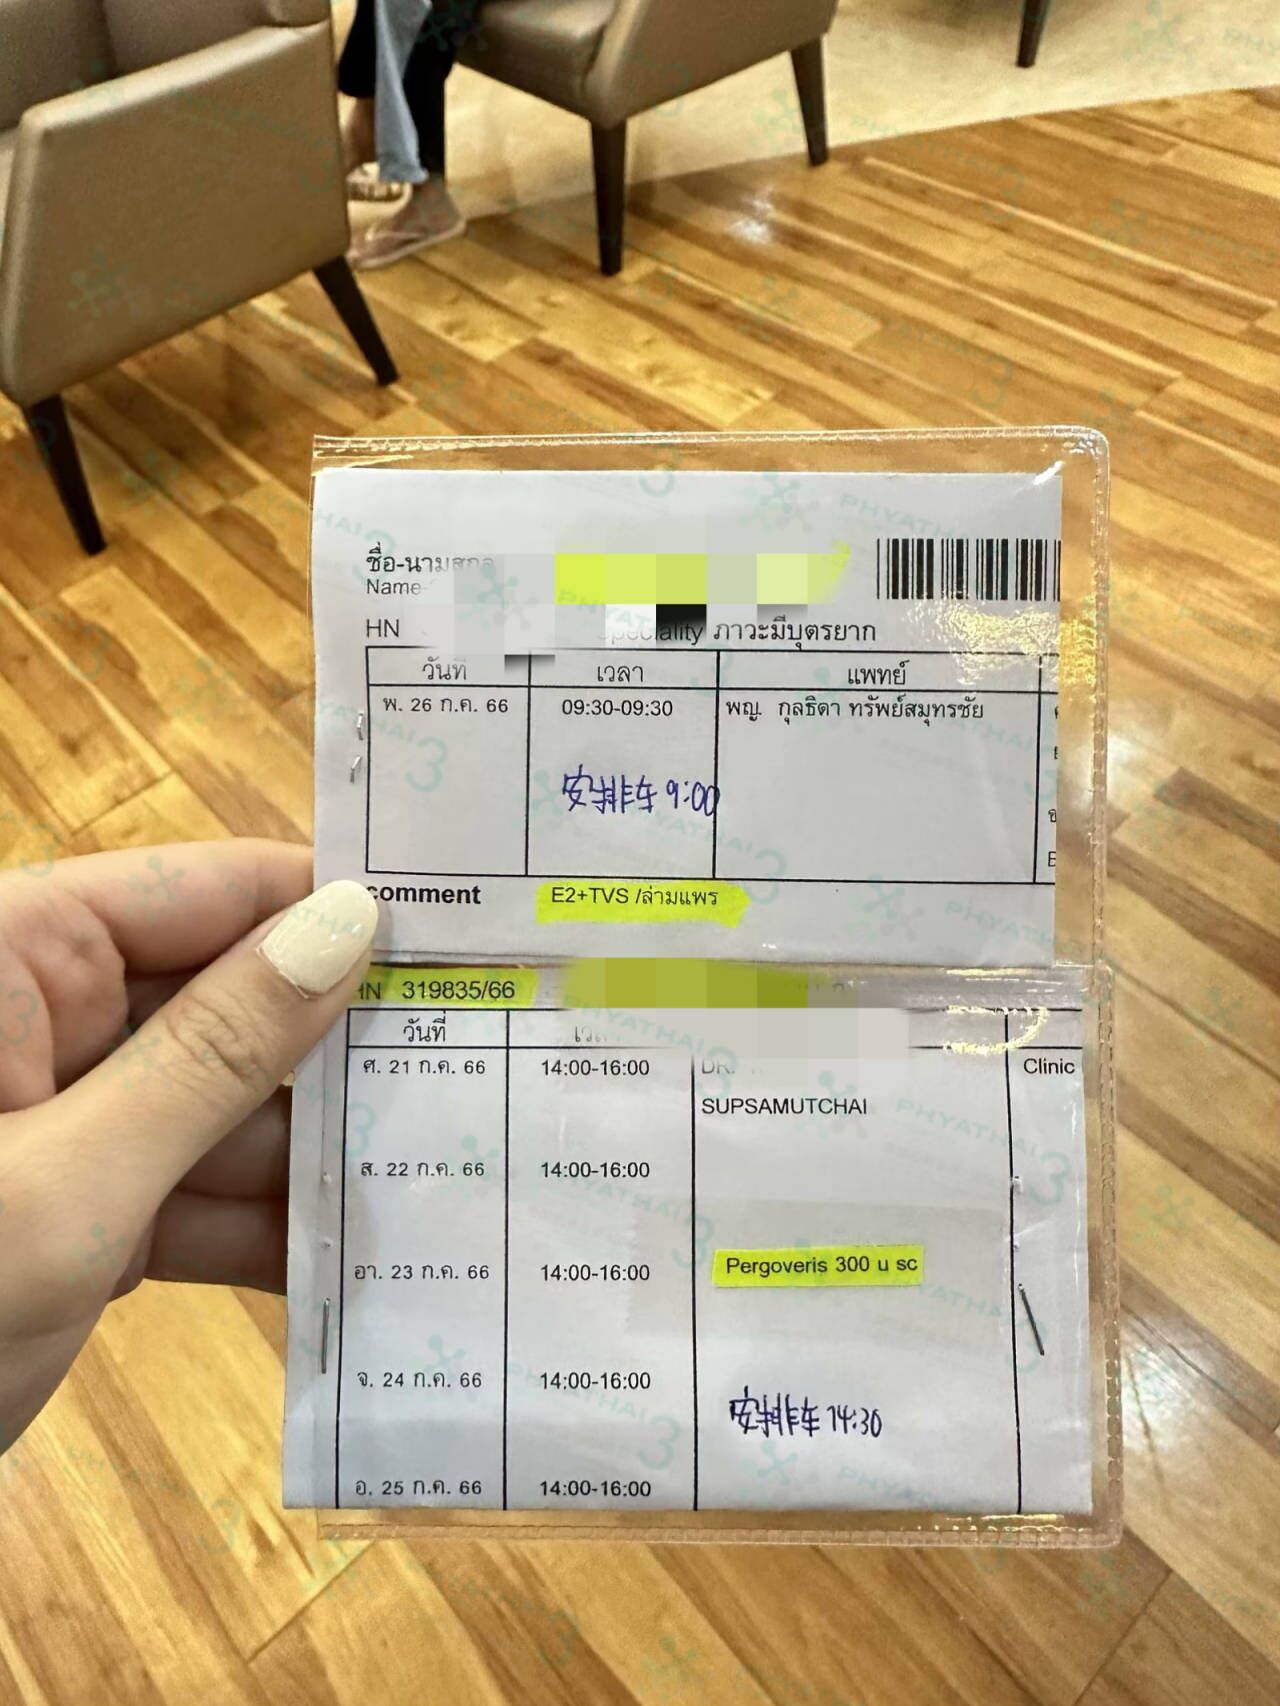 ชื่อ-นามสกุล
Name-
HN Speciality ภาวะมีบุตรยาก
วันที่ เวลา แพทย์
พ. 26 ก.ค. 66 09:30-09:30 พญ. กุลธิดา ทรัพย์สมุทรชัย
安排车 9:00
comment E2+TVS /ล่ามแพร
HN 319835/66
วันที่
ศ. 21 ก.ค. 66 14:00-16:00 DR. Clinic
SUPSAMUTCHAI
ส. 22 ก.ค. 66 14:00-16:00
อา. 23 ก.ค. 66 14:00-16:00 Pergoveris 300 u sc
จ. 24 ก.ค. 66 14:00-16:00
安排车 14:30
อ. 25 ก.ค. 66 14:00-16:00
PHYATHAI 3